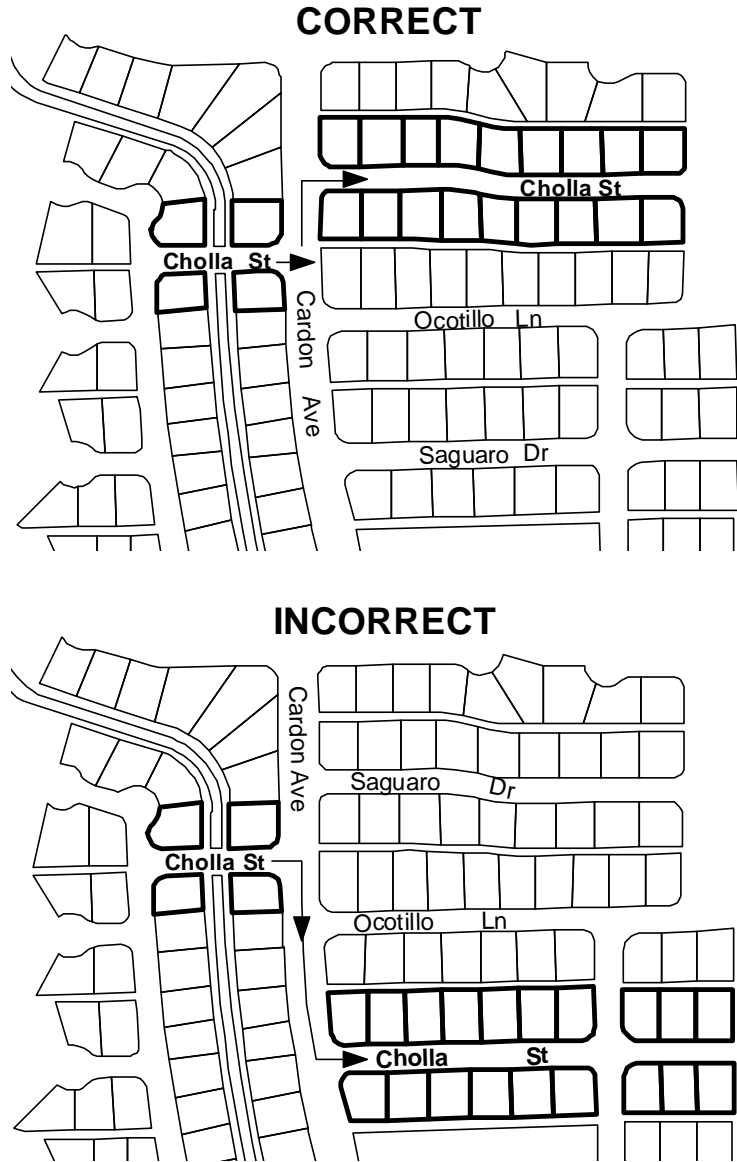 CORRECT
Cholla St
Cholla St
Cardon Ave
Ocotillo Ln
Saguaro Dr
INCORRECT
Cardon Ave
Saguaro Dr
Cholla St
Ocotillo Ln
Cholla St